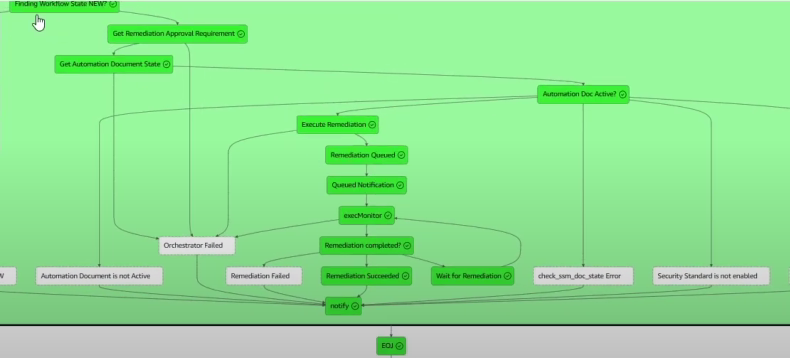 Finding Workflow State NEW?
Get Remediation Approval Requirement
Get Automation Document State
Automation Doc Active?
Execute Remediation
Remediation Queued
Queued Notification
execMonitor
Orchestrator Failed
Remediation completed?
W
Automation Document is not Active
Remediation Failed
Remediation Succeeded
Wait for Remediation
check_ssm_doc_state Error
Security Standard is not enabled
notify
EOJ